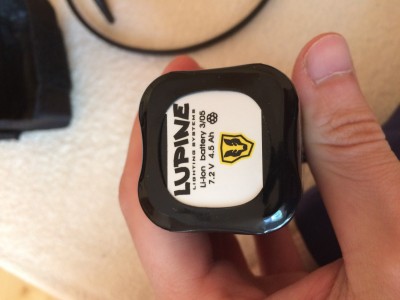 LUPINE
LIGHTING SYSTEMS
Li-Ion battery 3/05
7.2 V 4.5 Ah